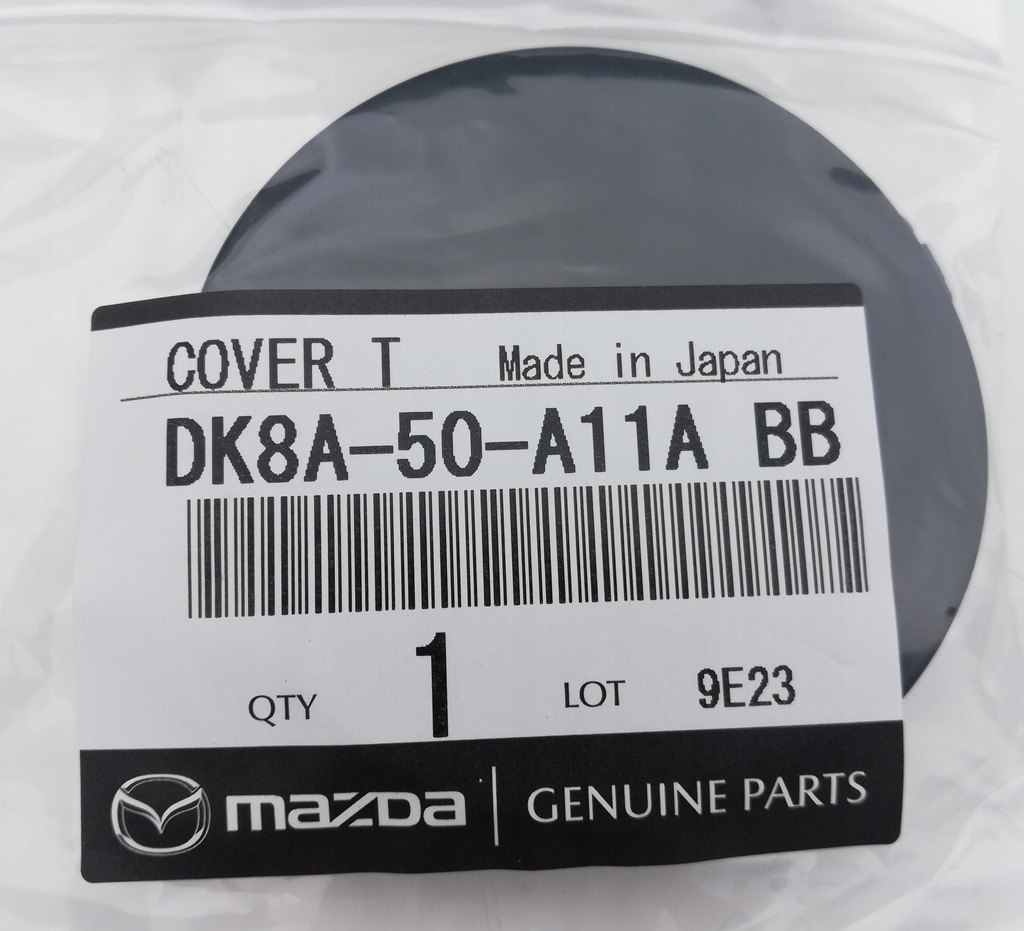 COVER T Made in Japan
DK8A-50-A11A BB
QTY 1 LOT 9E23
mazda GENUINE PARTS